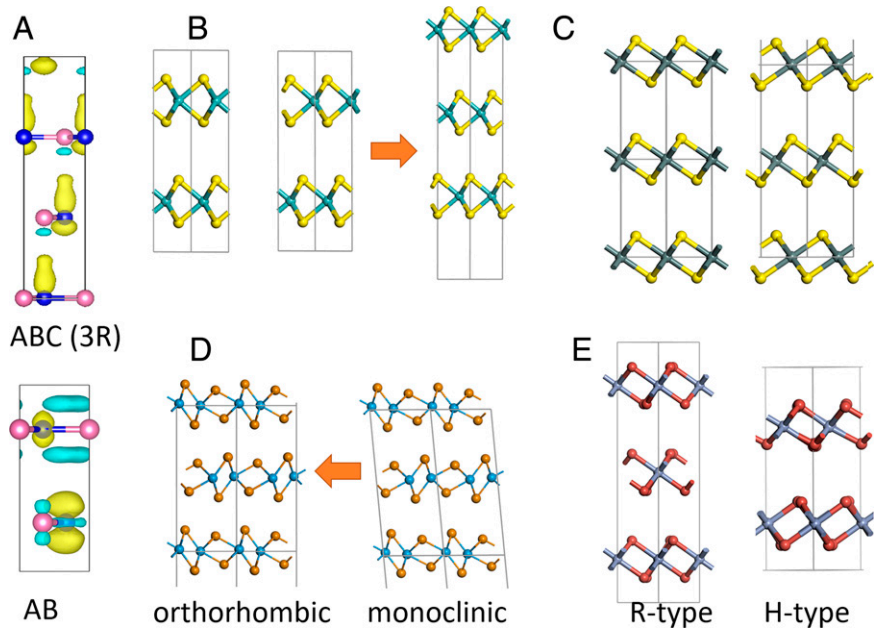 A
B
C
ABC (3R)
D
E
AB
orthorhombic
monoclinic
R-type
H-type